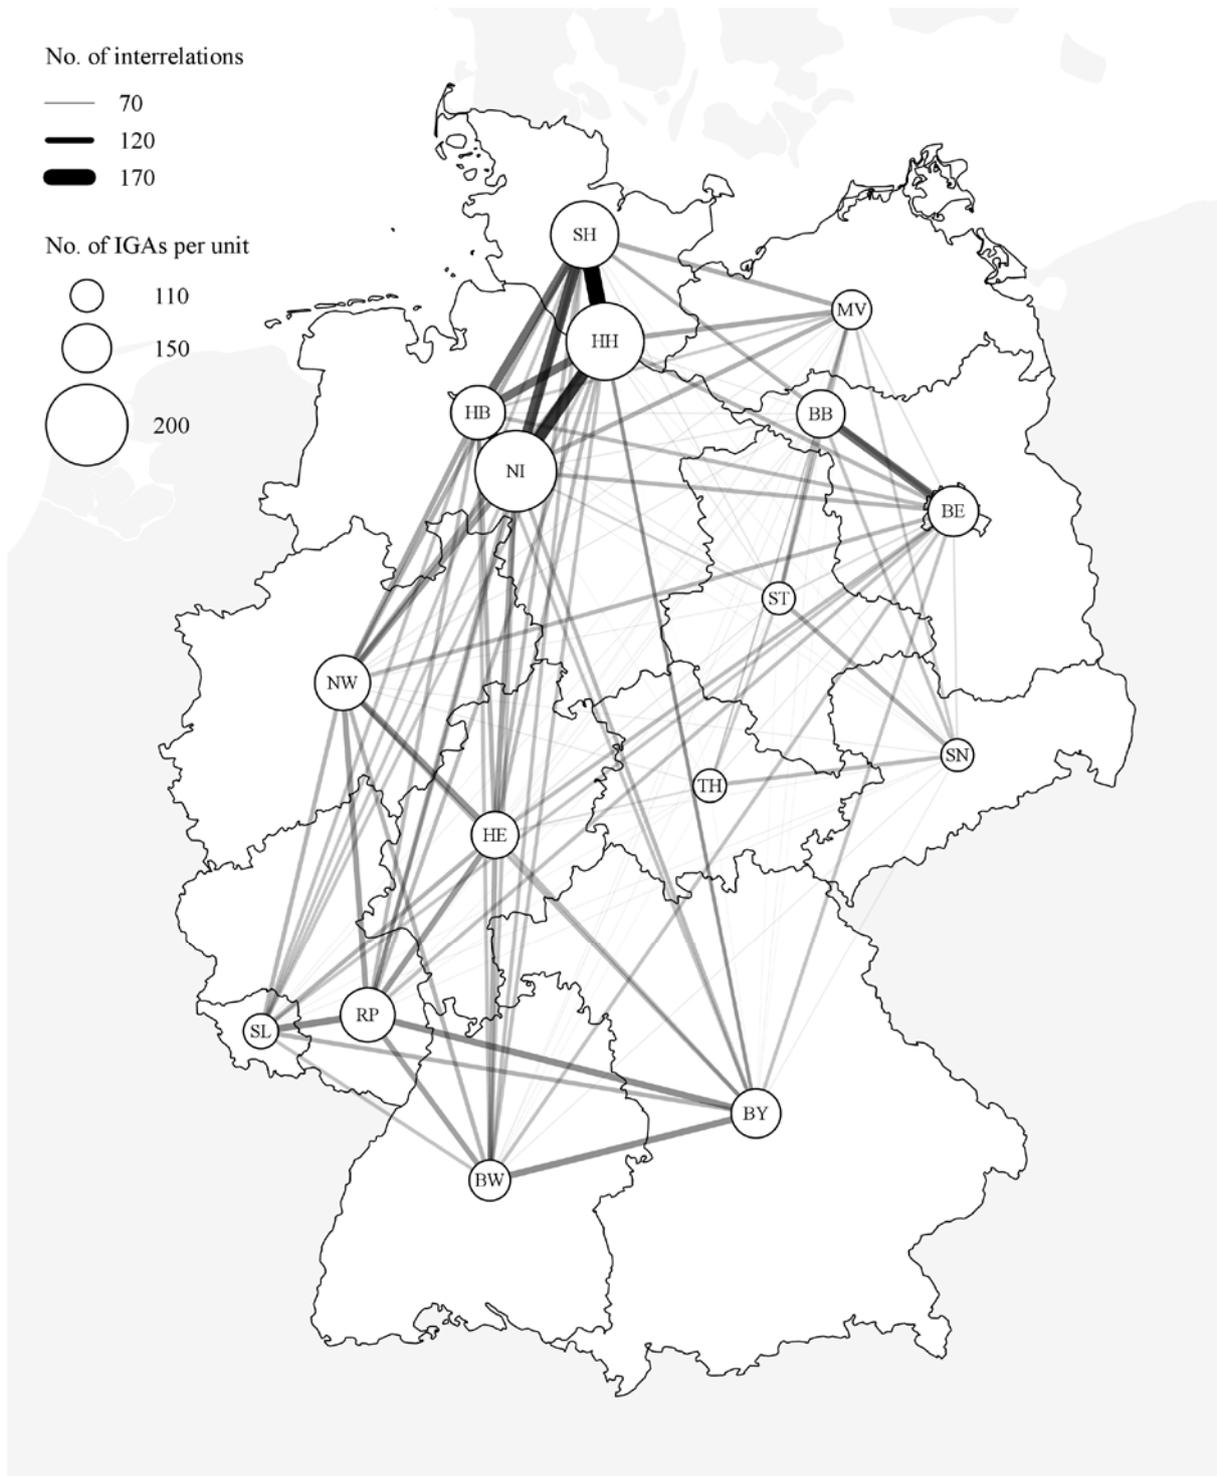 No. of interrelations
70
120
170
No. of IGAs per unit
110
150
200
SH
MV
HH
HB
BB
NI
BE
ST
NW
SN
TH
HE
RP
SL
BY
BW